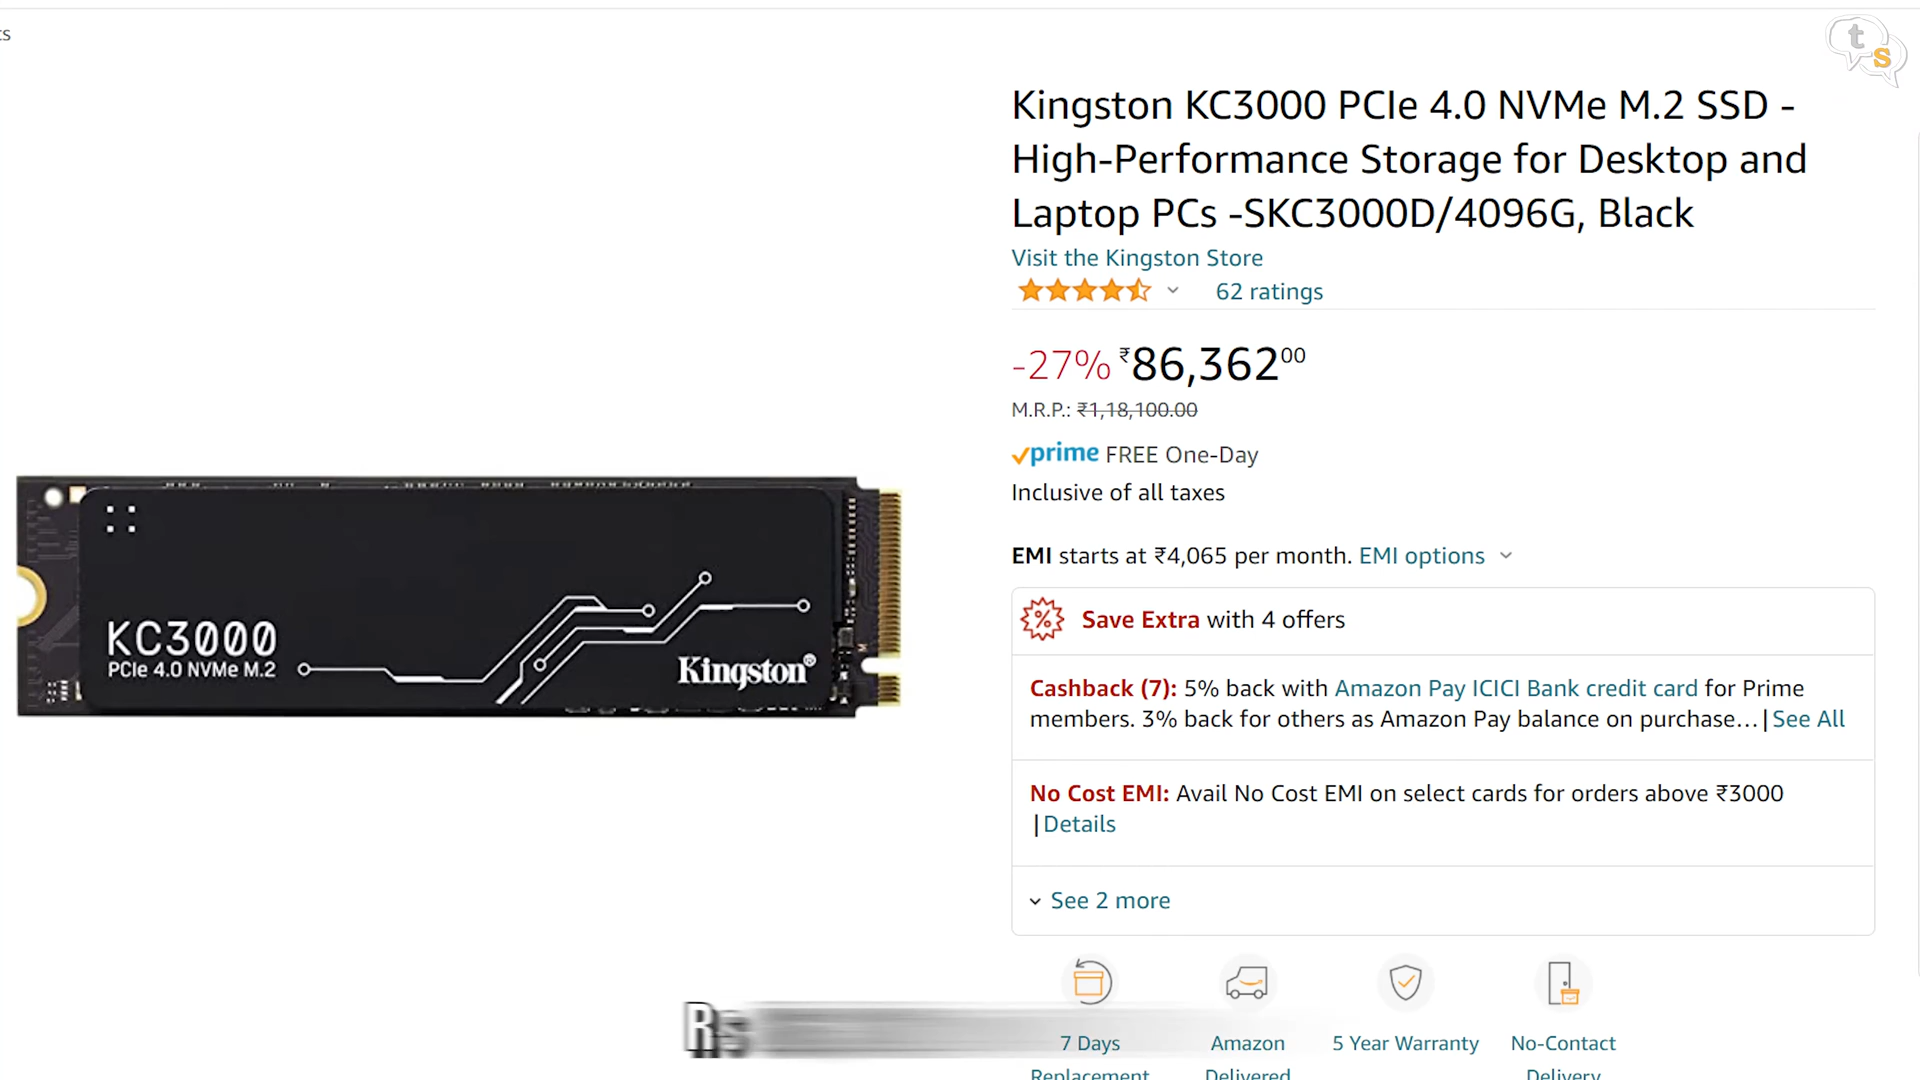 ts
Kingston KC3000 PCIe 4.0 NVMe M.2 SSD -
High-Performance Storage for Desktop and
Laptop PCs -SKC3000D/4096G, Black
Visit the Kingston Store
62 ratings
-27% ₹86,36200
M.R.P.: ₹1,18,100.00
prime FREE One-Day
Inclusive of all taxes
EMI starts at ₹4,065 per month. EMI options
% Save Extra with 4 offers
Cashback (7): 5% back with Amazon Pay ICICI Bank credit card for Prime
members. 3% back for others as Amazon Pay balance on purchase...|See All
No Cost EMI: Avail No Cost EMI on select cards for orders above ₹3000
|Details
See 2 more
7 Days
Replacement
Amazon
Delivered
5 Year Warranty
No-Contact
Delivery
KC3000
PCIe 4.0 NVMe M.2
Kingston®
Rs